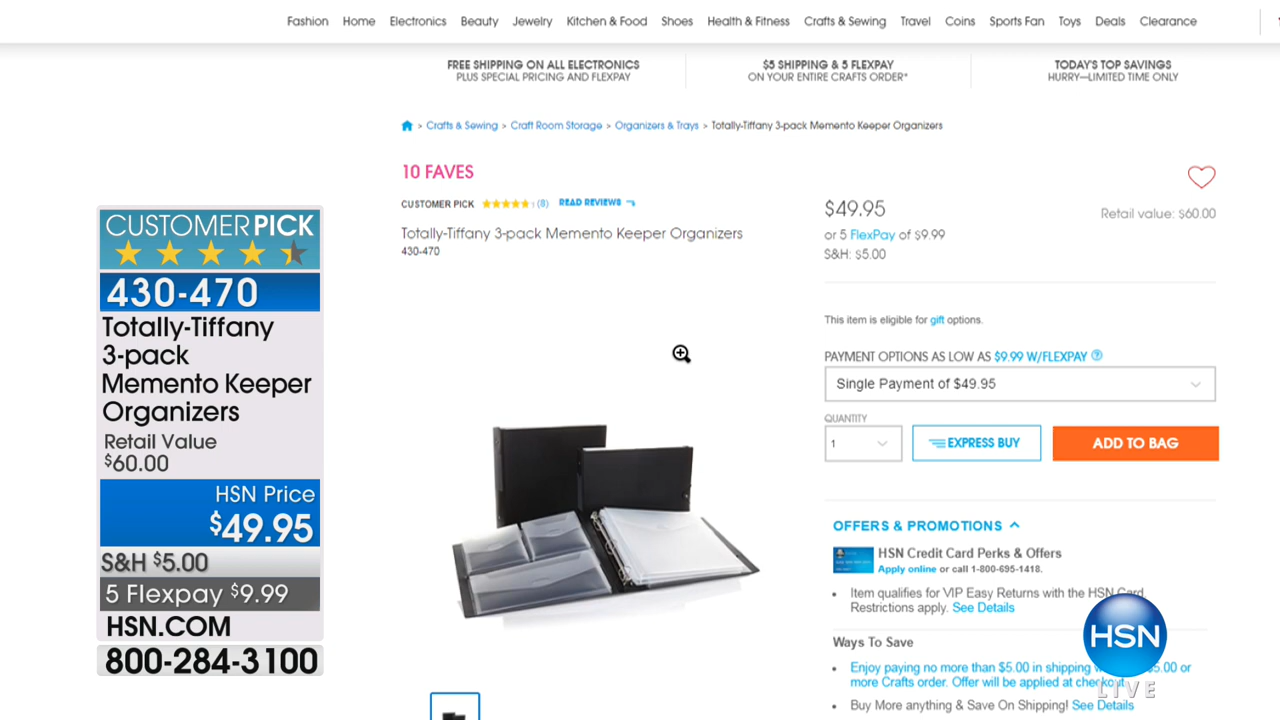 Fashion Home Electronics Beauty Jewelry Kitchen & Food Shoes Health & Fitness Crafts & Sewing Travel Coins Sports Fan Toys Deals Clearance
FREE SHIPPING ON ALL ELECTRONICS
PLUS SPECIAL PRICING AND FLEXPAY
$5 SHIPPING & 5 FLEXPAY
ON YOUR ENTIRE CRAFTS ORDER*
TODAY'S TOP SAVINGS
HURRY—LIMITED TIME ONLY
> Crafts & Sewing > Craft Room Storage > Organizers & Trays > Totally-Tiffany 3-pack Memento Keeper Organizers
10 FAVES
CUSTOMER PICK (8) READ REVIEWS
Totally-Tiffany 3-pack Memento Keeper Organizers
430-470
$49.95
Retail value: $60.00
or 5 FlexPay of $9.99
S&H: $5.00
This item is eligible for gift options.
PAYMENT OPTIONS AS LOW AS $9.99 W/FLEXPAY ?
Single Payment of $49.95
QUANTITY
1
EXPRESS BUY
ADD TO BAG
OFFERS & PROMOTIONS
HSN Credit Card Perks & Offers
Apply online or call 1-800-695-1418.
• Item qualifies for VIP Easy Returns with the HSN Card
Restrictions apply. See Details
Ways To Save
• Enjoy paying no more than $5.00 in shipping 5.00 or
more Crafts order. Offer will be applied at checkout
• Buy More anything & Save On Shipping! See Details
CUSTOMER PICK
430-470
Totally-Tiffany
3-pack
Memento Keeper
Organizers
Retail Value
$60.00
HSN Price
$49.95
S&H $5.00
5 Flexpay $9.99
HSN.COM
800-284-3100
HSN
LIVE